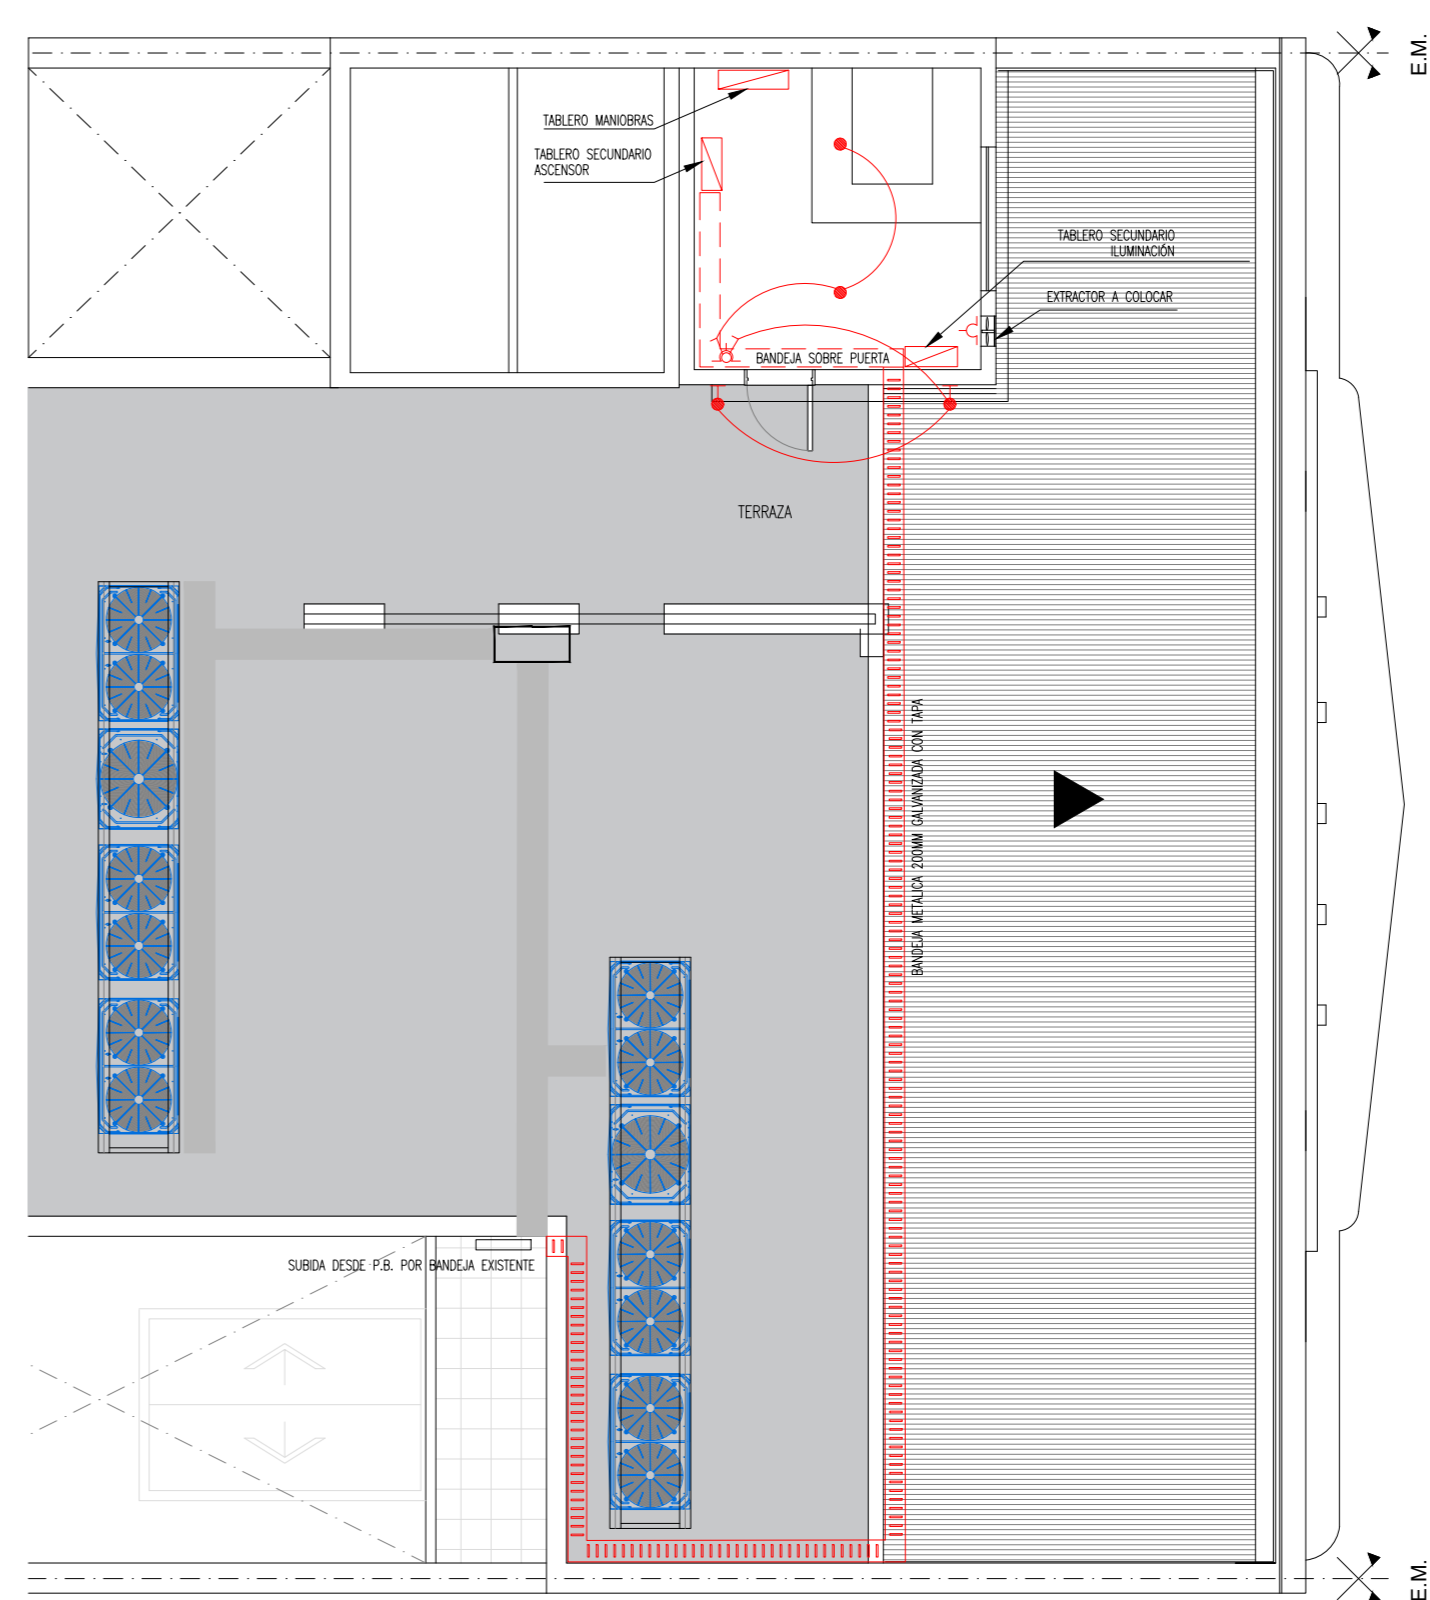 E.M.
TABLERO MANIOBRAS
TABLERO SECUNDARIO
ASCENSOR
TABLERO SECUNDARIO
ILUMINACIÓN
EXTRACTOR A COLOCAR
BANDEJA SOBRE PUERTA
TERRAZA
BANDEJA METALICA 200MM GALVANIZADA CON TAPA
SUBIDA DESDE P.B. POR BANDEJA EXISTENTE
E.M.